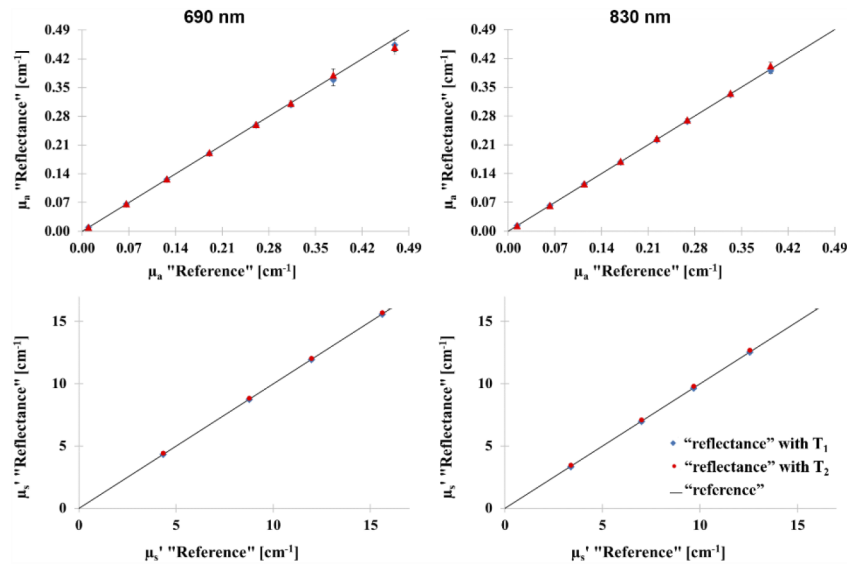 690 nm
830 nm
0.49
0.42
0.35
0.28
0.21
0.14
0.07
0.00
μa "Reflectance" [cm-1]
0.00 0.07 0.14 0.21 0.28 0.35 0.42 0.49
μa "Reference" [cm-1]
0.49
0.42
0.35
0.28
0.21
0.14
0.07
0.00
μa "Reflectance" [cm-1]
0.00 0.07 0.14 0.21 0.28 0.35 0.42 0.49
μa "Reference" [cm-1]
15
10
5
0
μs' "Reflectance" [cm-1]
0 5 10 15
μs' "Reference" [cm-1]
15
10
5
0
μs' "Reflectance" [cm-1]
0 5 10 15
μs' "Reference" [cm-1]
“reflectance” with T1
“reflectance” with T2
“reference”